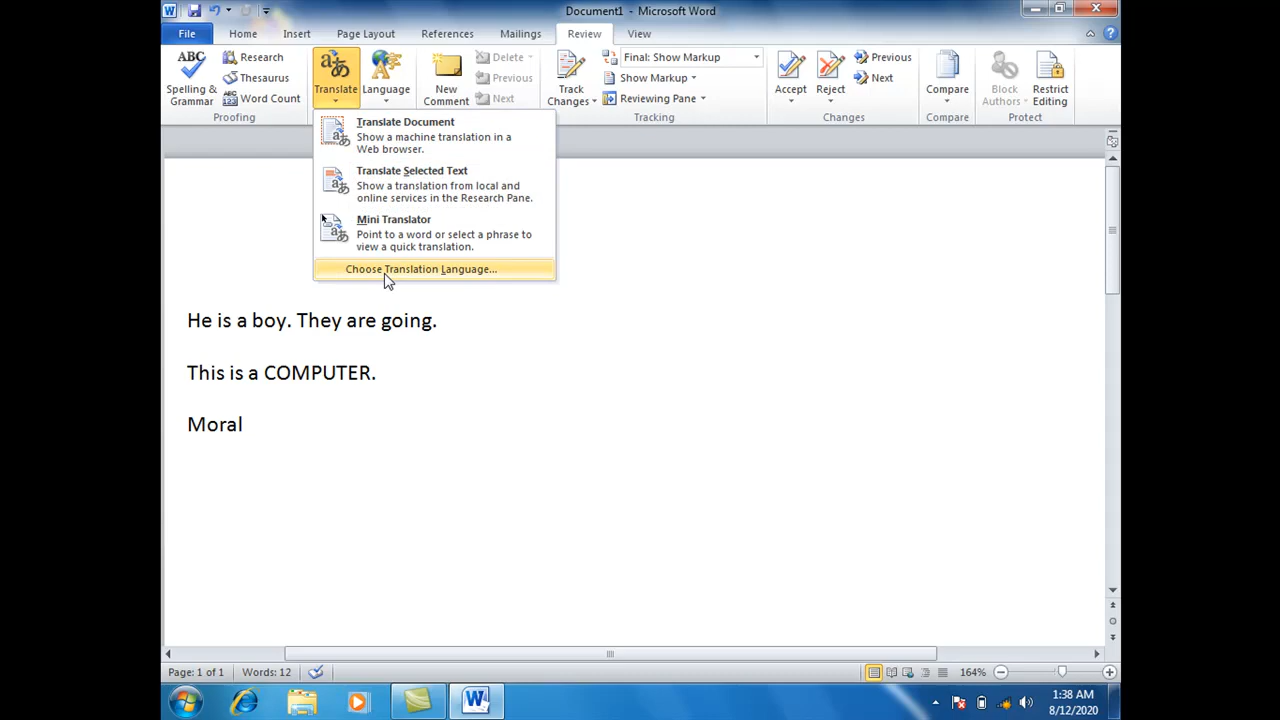 Document1 - Microsoft Word
File Home Insert Page Layout References Mailings Review View
ABC
Spelling &
Grammar
Research
Thesaurus
ABC
123
Word Count
Proofing
Translate
Language
New
Comment
Delete
Previous
Next
Track
Changes
Final: Show Markup
Show Markup
Reviewing Pane
Tracking
Accept
Reject
Previous
Next
Changes
Compare
Compare
Block
Authors
Restrict
Editing
Protect
Translate Document
Show a machine translation in a
Web browser.
Translate Selected Text
Show a translation from local and
online services in the Research Pane.
Mini Translator
Point to a word or select a phrase to
view a quick translation.
Choose Translation Language...
He is a boy. They are going.
This is a COMPUTER.
Moral
Page: 1 of 1 Words: 12 164%
1:38 AM
8/12/2020